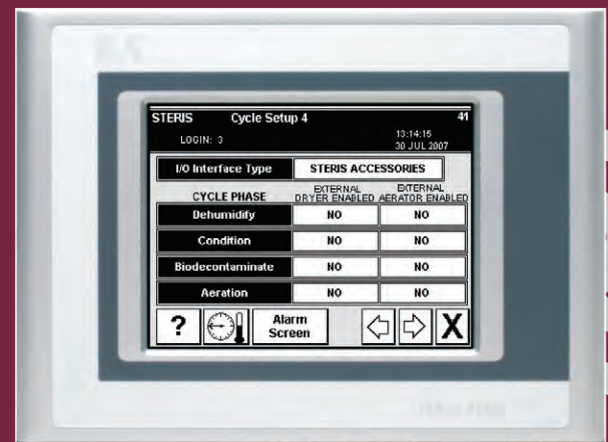 STERIS Cycle Setup 4 41
LOGIN: 3 13:14:15
30 JUL 2007
I/O Interface Type STERIS ACCESSORIES
CYCLE PHASE EXTERNAL DRYER ENABLED EXTERNAL AERATOR ENABLED
Dehumidify NO NO
Condition NO NO
Biodecontaminate NO NO
Aeration NO NO
? Alarm Screen X